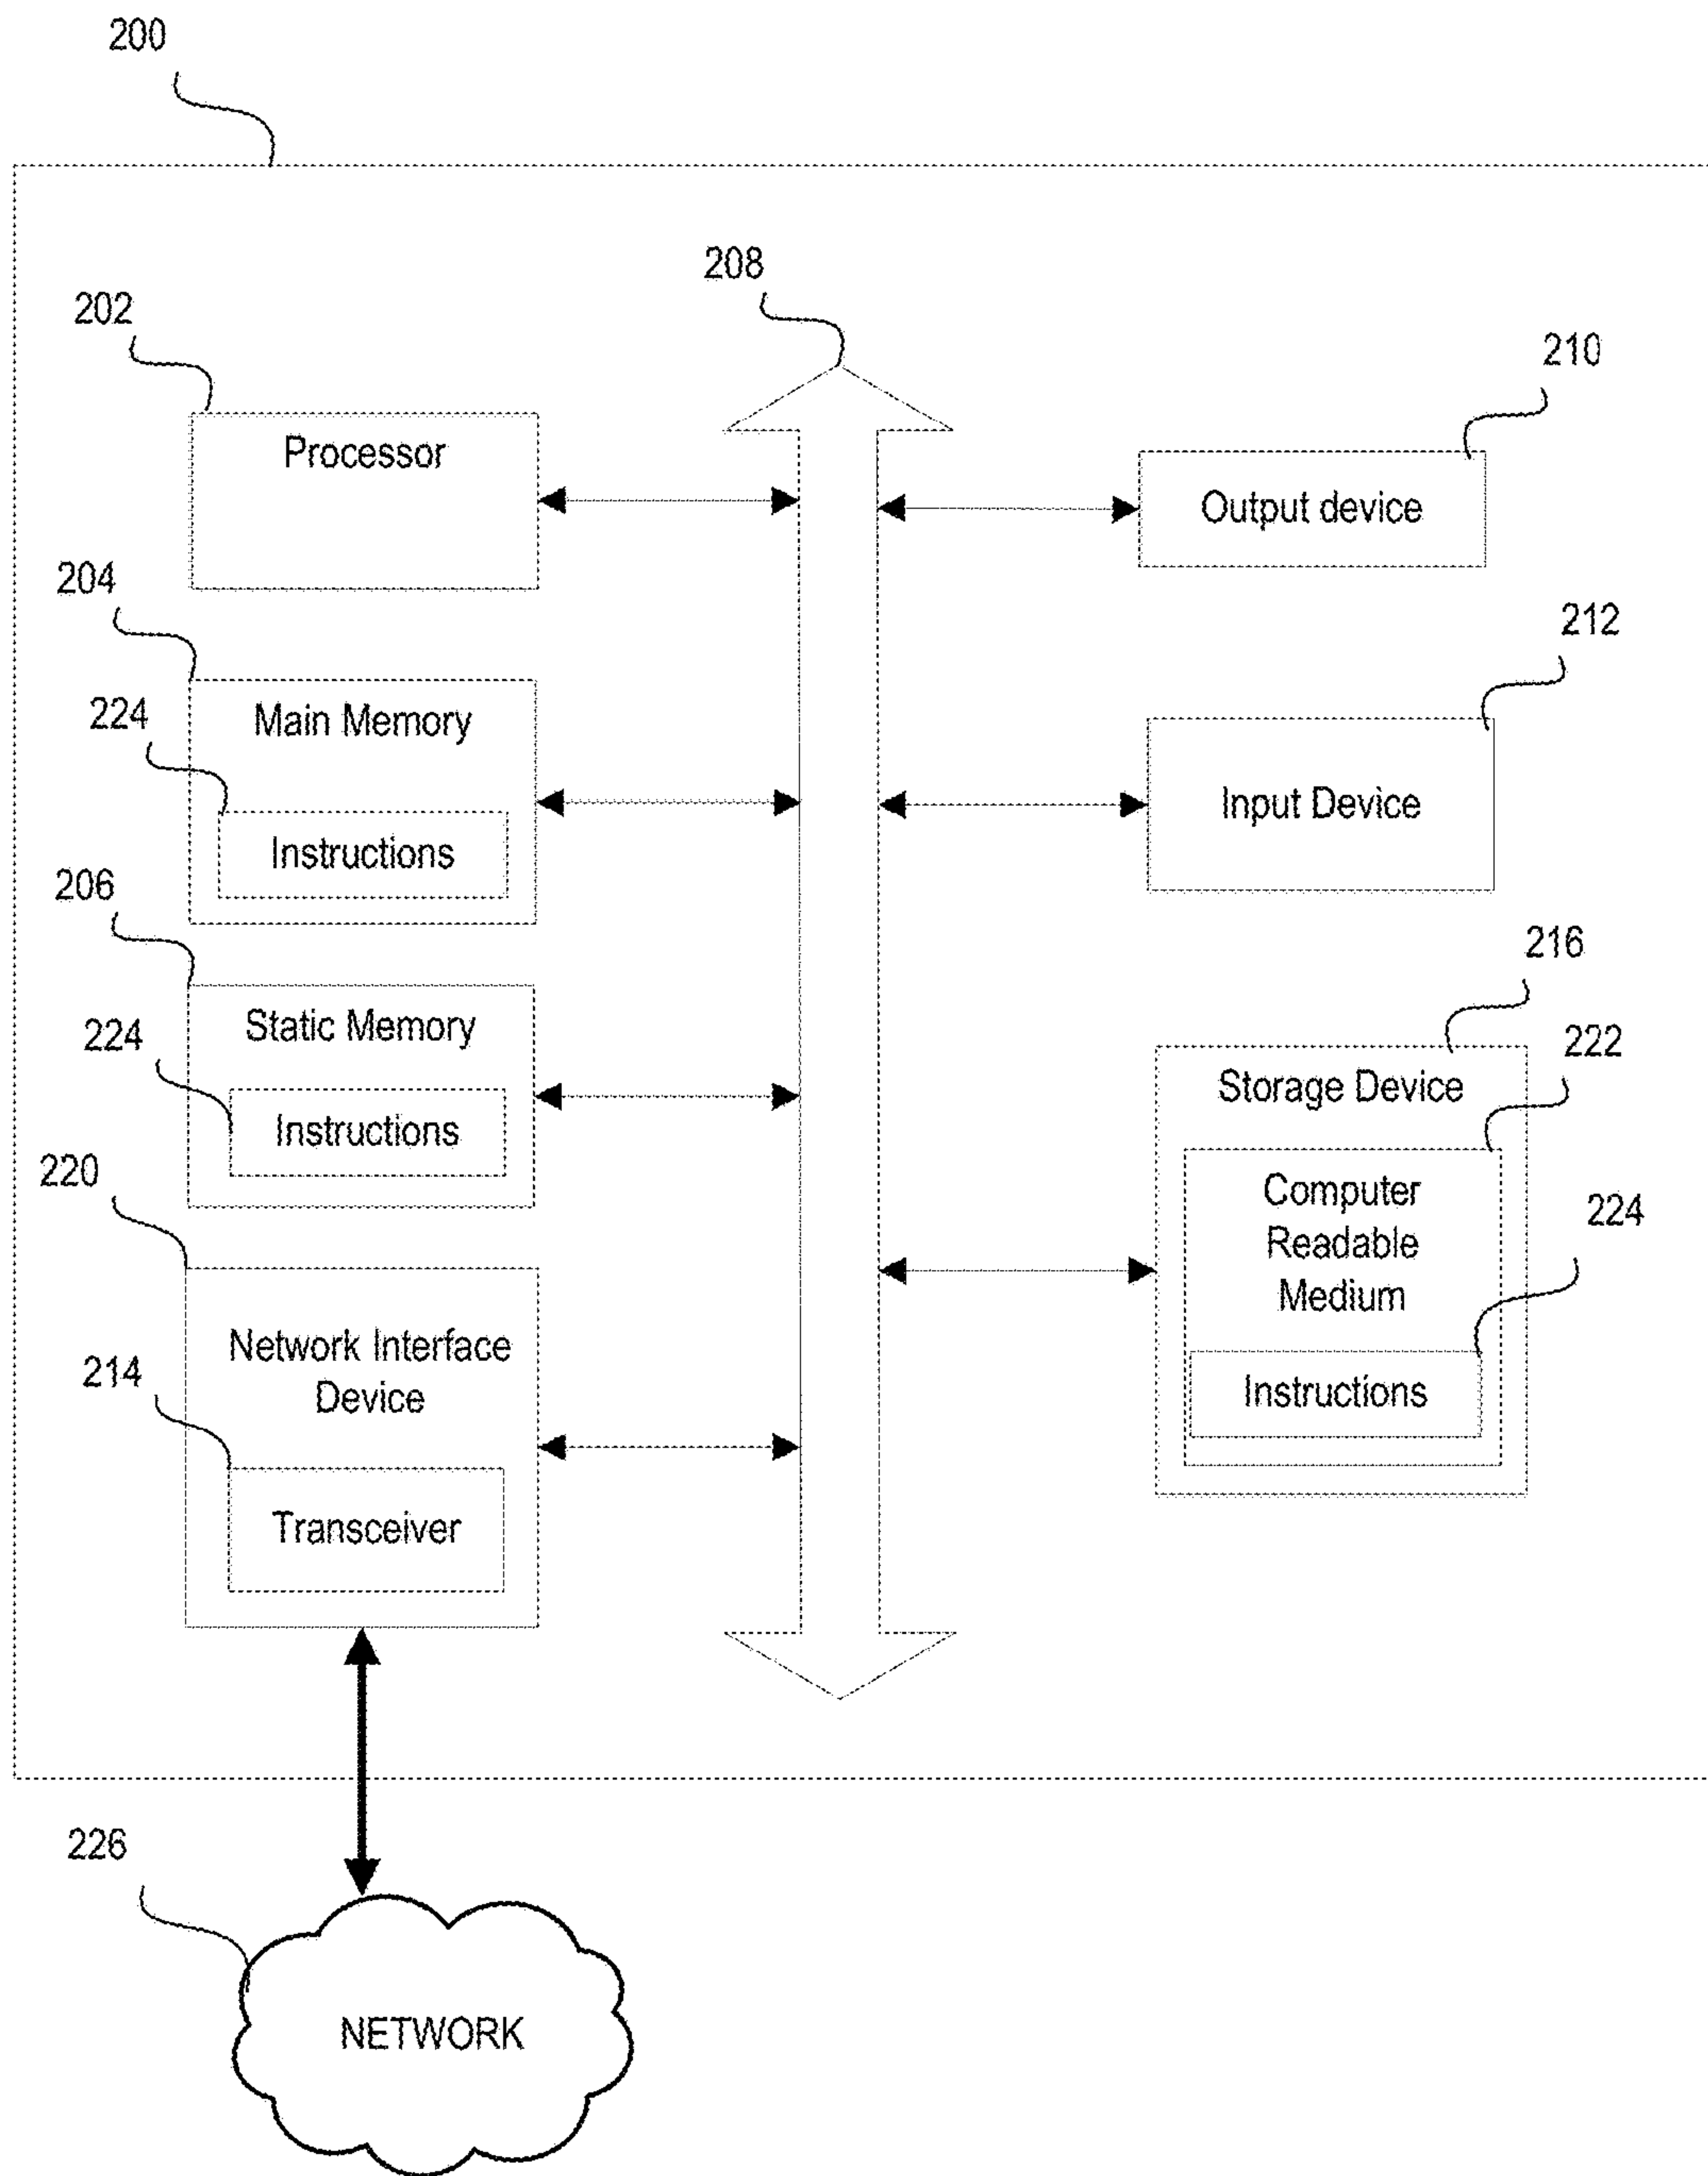 200
208
202
210
Processor
Output device
204
212
224
Main Memory
Input Device
Instructions
206
216
224
Static Memory
222
Storage Device
Instructions
220
Computer
Readable
Medium
224
Network Interface
Device
214
Instructions
Transceiver
226
NETWORK